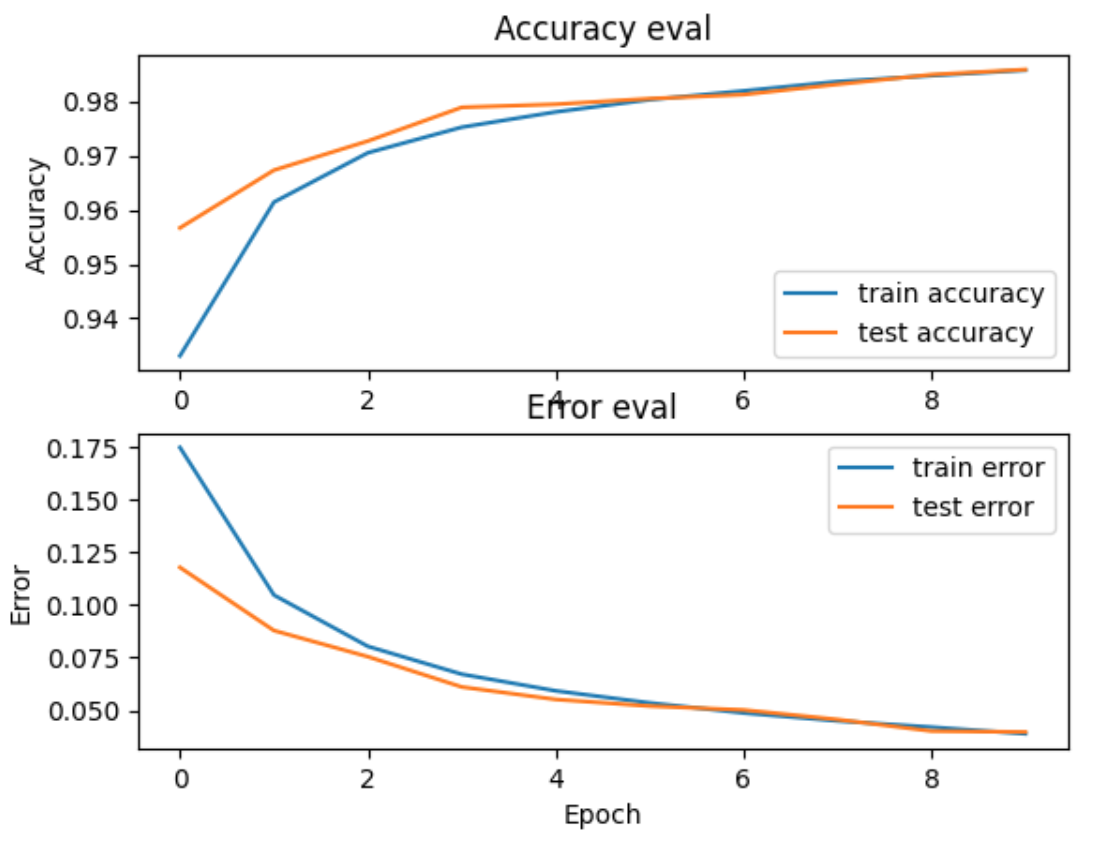 Accuracy eval
Accuracy
0.98
0.97
0.96
0.95
0.94
train accuracy
test accuracy
0 2 4 6 8
Error eval
Error
0.175
0.150
0.125
0.100
0.075
0.050
train error
test error
0 2 4 6 8
Epoch